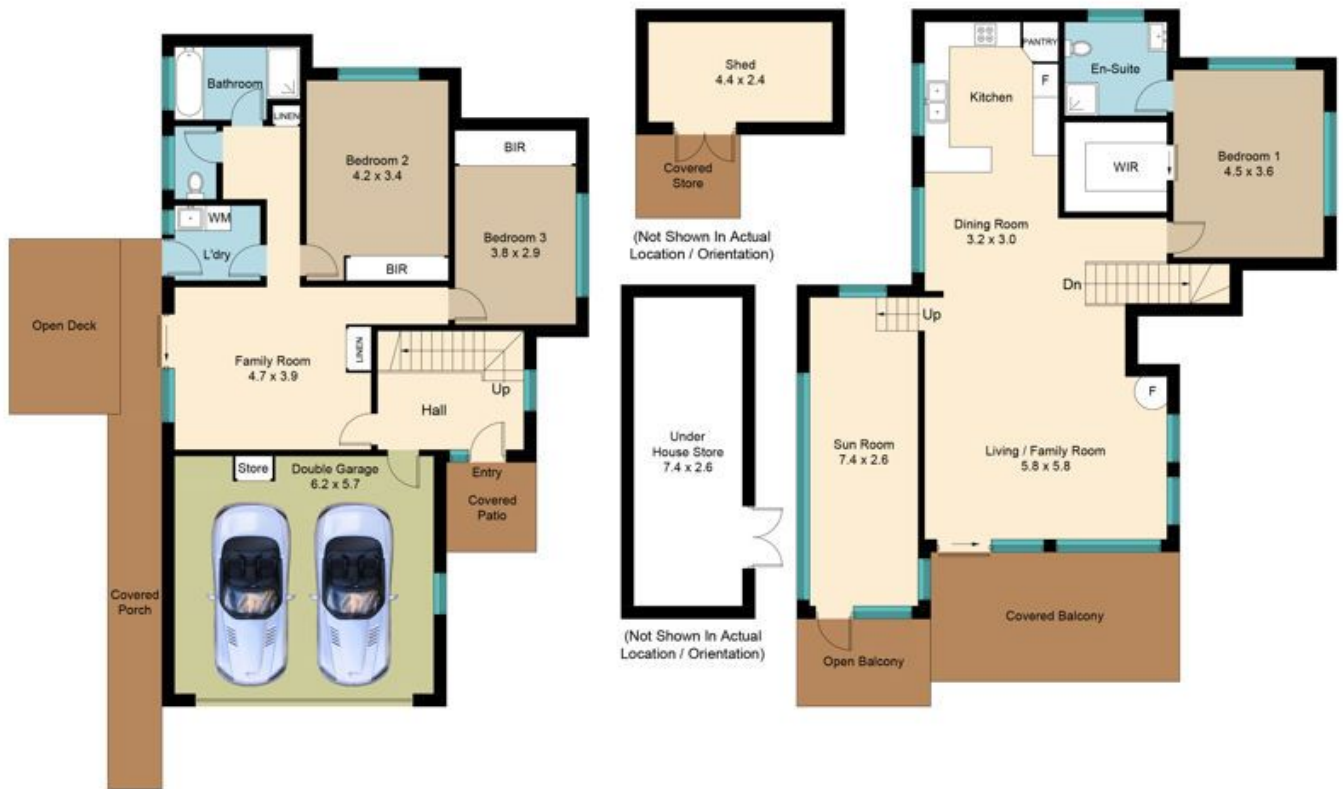 Bathroom
LINEN
Bedroom 2
4.2 x 3.4
BIR
BIR
Bedroom 3
3.8 x 2.9
WM
L'dry
Open Deck
Family Room
4.7 x 3.9
LINEN
Up
Hall
Store
Double Garage
6.2 x 5.7
Entry
Covered
Patio
Covered
Porch
Shed
4.4 x 2.4
Covered
Store
(Not Shown In Actual
Location / Orientation)
Under
House Store
7.4 x 2.6
(Not Shown In Actual
Location / Orientation)
PANTRY
F
Kitchen
En-Suite
WIR
Bedroom 1
4.5 x 3.6
Dining Room
3.2 x 3.0
Dn
Up
F
Sun Room
7.4 x 2.6
Living / Family Room
5.8 x 5.8
Covered Balcony
Open Balcony